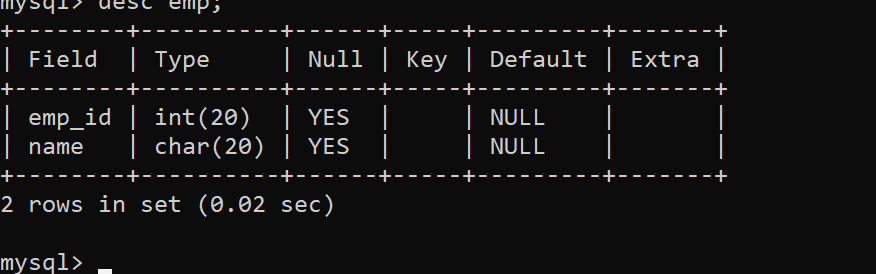 mysql> desc emp;
+--------+----------+------+-----+---------+-------+
| Field  | Type     | Null | Key | Default | Extra |
+--------+----------+------+-----+---------+-------+
| emp_id | int(20)  | YES  |     | NULL    |       |
| name   | char(20) | YES  |     | NULL    |       |
+--------+----------+------+-----+---------+-------+
2 rows in set (0.02 sec)
mysql>